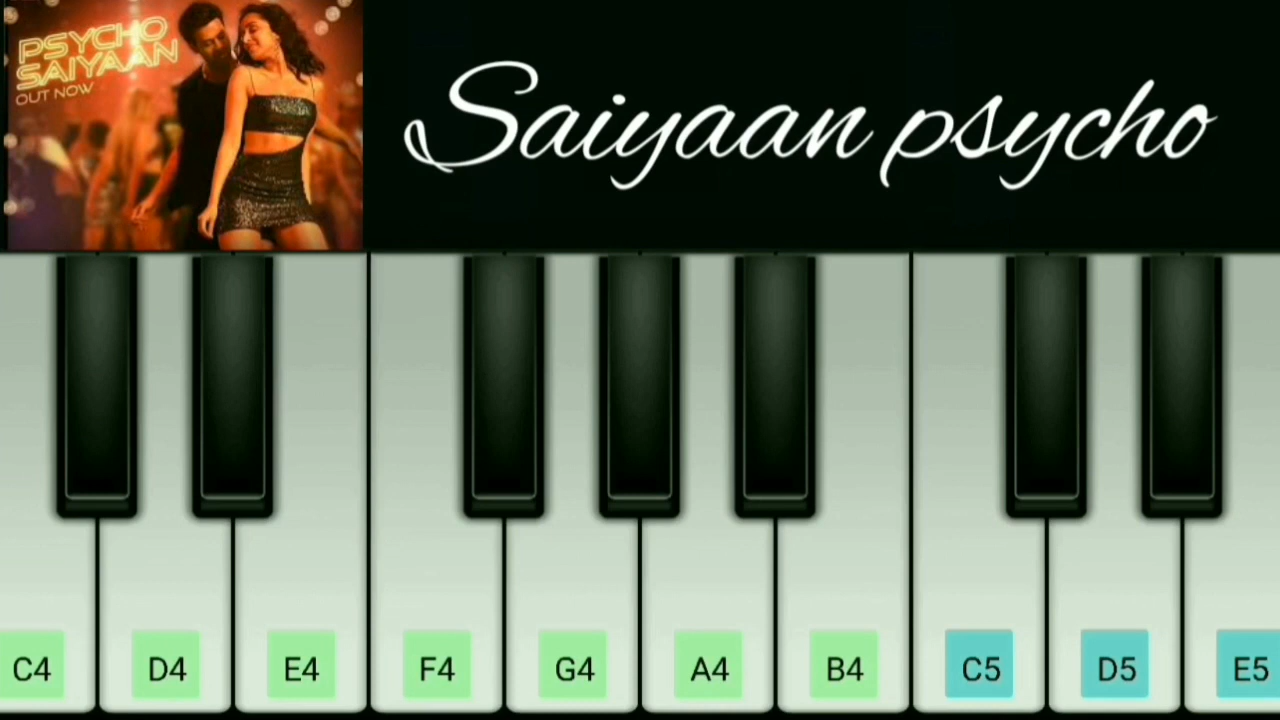 PSYCHO
SAIYAAN
OUT NOW
Saiyaan psycho
C4 D4 E4 F4 G4 A4 B4 C5 D5 E5